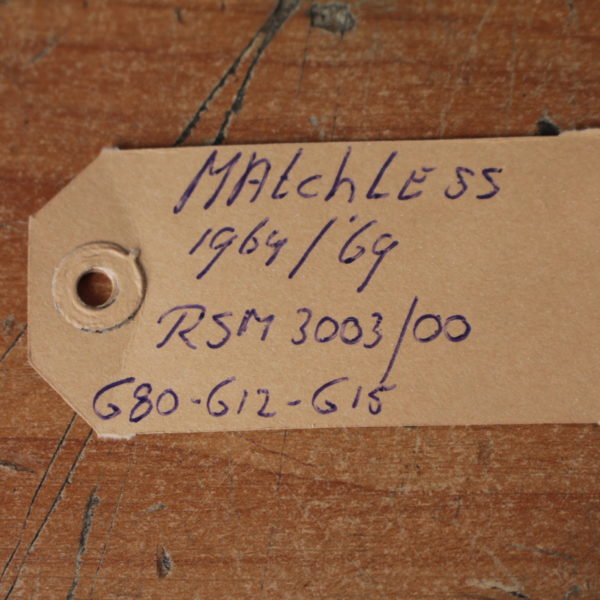 MAtchLESS
1964/'69
RSM 3003/00
G80-G12-G15